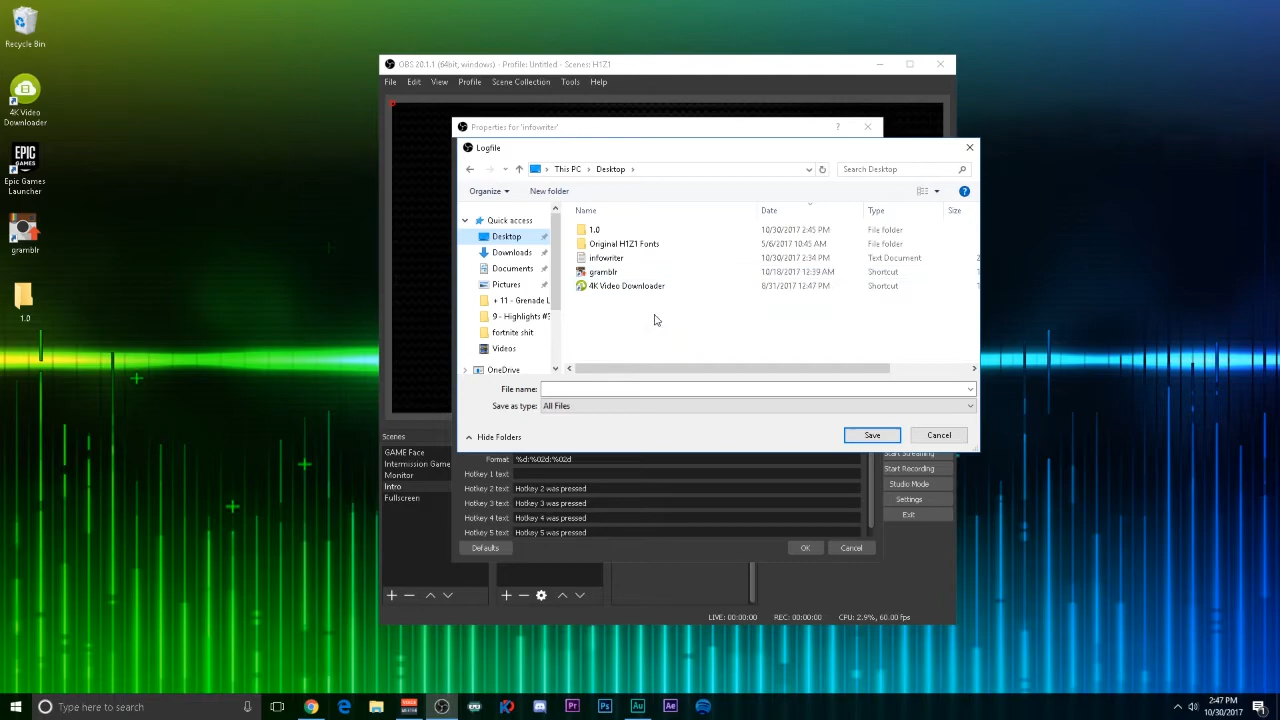 Recycle Bin
4K Video
Downloader
EPIC
GAMES
Epic Games
Launcher
gramblr
1.0
OBS 20.1.1 (64bit, windows) - Profile: Untitled - Scenes: H1Z1
File Edit View Profile Scene Collection Tools Help
Properties for 'infowriter'
?
Logfile
This PC > Desktop >
Search Desktop
Organize
New folder
Name Date Type Size
Quick access
Desktop
Downloads
Documents
Pictures
+ 11 - Grenade L
9 - Highlights #3
fortnite shit
Videos
OneDrive
1.0 10/30/2017 2:45 PM File folder
Original H1Z1 Fonts 5/6/2017 10:45 AM File folder
infowriter 10/30/2017 2:34 PM Text Document 2
gramblr 10/18/2017 12:39 AM Shortcut
4K Video Downloader 8/31/2017 12:47 PM Shortcut
File name:
Save as type: All Files
Hide Folders
Save
Cancel
Scenes
GAME Face
Intermission Game
Monitor
Intro
Fullscreen
Format %d:%02d:%02d
Hotkey 1 text
Hotkey 2 text Hotkey 2 was pressed
Hotkey 3 text Hotkey 3 was pressed
Hotkey 4 text Hotkey 4 was pressed
Hotkey 5 text Hotkey 5 was pressed
Defaults
OK
Cancel
Start Streaming
Start Recording
Studio Mode
Settings
Exit
LIVE: 00:00:00 REC: 00:00:00 CPU: 2.9%, 60.00 fps
Type here to search
Pr Ps Au Ae
2:47 PM
10/30/2017